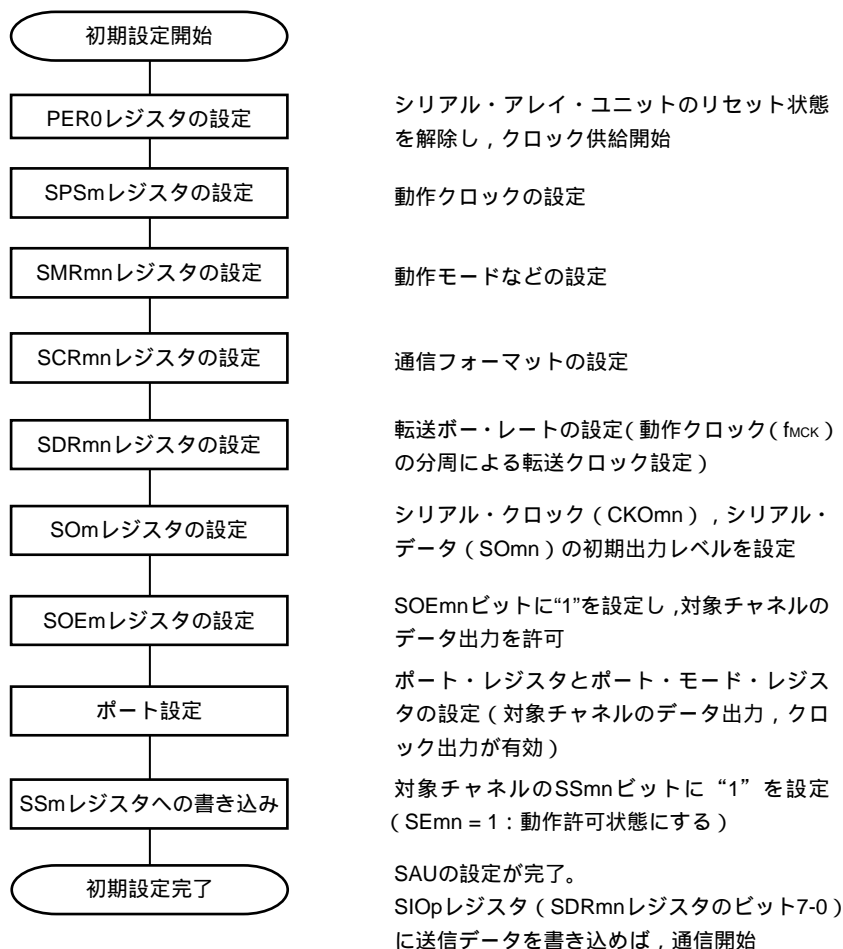 初期設定開始
PER0レジスタの設定
シリアル・アレイ・ユニットのリセット状態
を解除し，クロック供給開始
SPSmレジスタの設定
動作クロックの設定
SMRmnレジスタの設定
動作モードなどの設定
SCRmnレジスタの設定
通信フォーマットの設定
SDRmnレジスタの設定
転送ボー・レートの設定（動作クロック（fMCK）
の分周による転送クロック設定）
SOmレジスタの設定
シリアル・クロック（CKOmn），シリアル・
データ（SOmn）の初期出力レベルを設定
SOEmレジスタの設定
SOEmnビットに“1”を設定し，対象チャネルの
データ出力を許可
ポート設定
ポート・レジスタとポート・モード・レジス
タの設定（対象チャネルのデータ出力，クロ
ック出力が有効）
SSmレジスタへの書き込み
対象チャネルのSSmnビットに“1”を設定
（SEmn = 1：動作許可状態にする）
初期設定完了
SAUの設定が完了。
SIOpレジスタ（SDRmnレジスタのビット7-0）
に送信データを書き込めば，通信開始